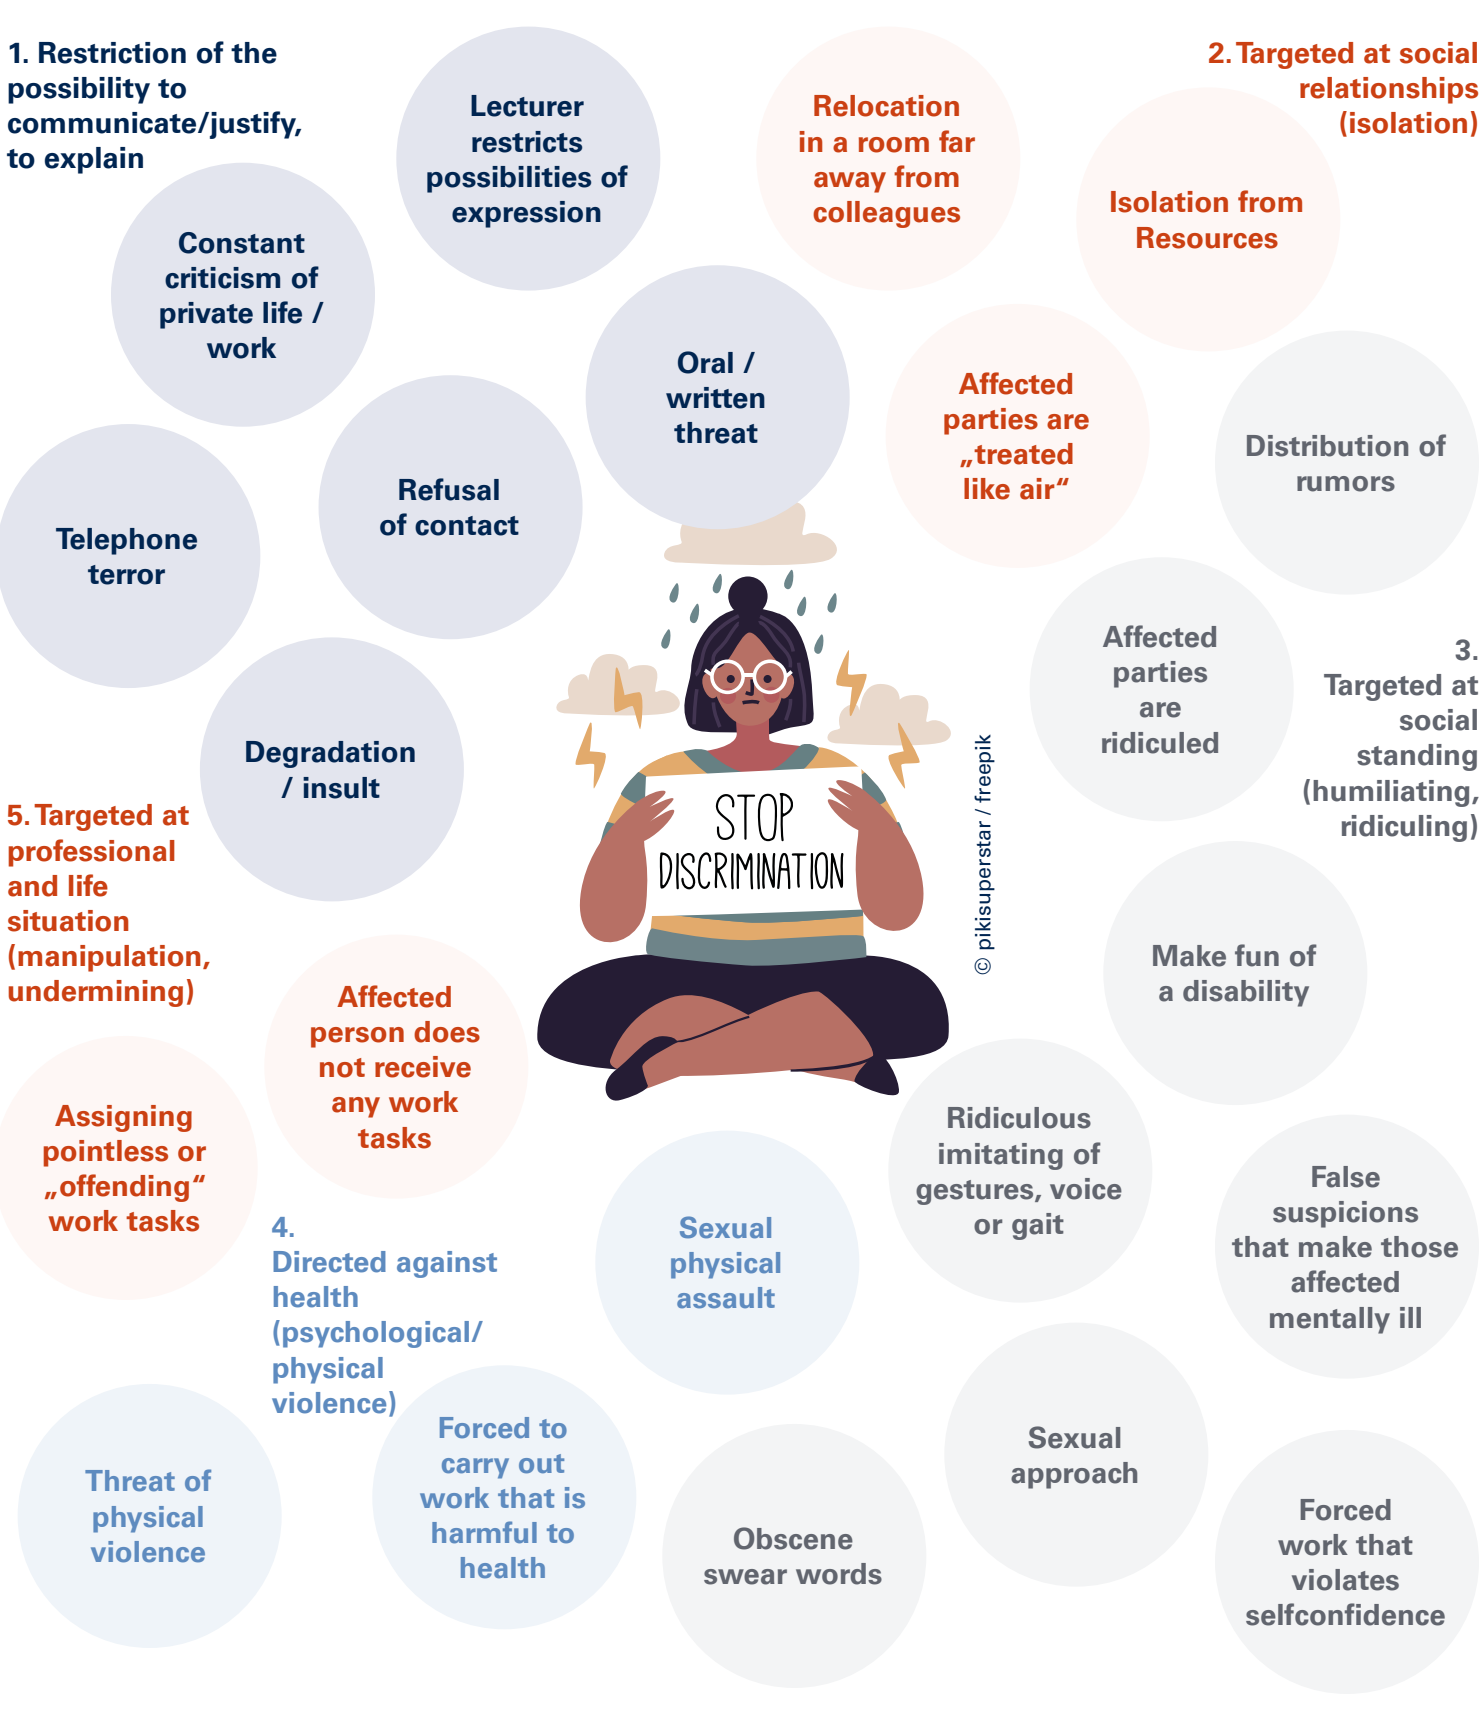 1. Restriction of the
possibility to
communicate/justify,
to explain
Lecturer
restricts
possibilities of
expression
Constant
criticism of
private life /
work
Oral /
written
threat
Refusal
of contact
Telephone
terror
Degradation
/ insult
2. Targeted at social
relationships
(isolation)
Relocation
in a room far
away from
colleagues
Isolation from
Resources
Affected
parties are
„treated
like air“
3.
Targeted at
social
standing
(humiliating,
ridiculing)
Distribution of
rumors
Affected
parties
are
ridiculed
Make fun of
a disability
Ridiculous
imitating of
gestures, voice
or gait
False
suspicions
that make those
affected
mentally ill
Sexual
approach
Forced
work that
violates
selfconfidence
Obscene
swear words
STOP
DISCRIMINATION
© pikisuperstar / freepik
5. Targeted at
professional
and life
situation
(manipulation,
undermining)
Affected
person does
not receive
any work
tasks
Assigning
pointless or
„offending“
work tasks
4.
Directed against
health
(psychological/
physical
violence)
Sexual
physical
assault
Forced to
carry out
work that is
harmful to
health
Threat of
physical
violence